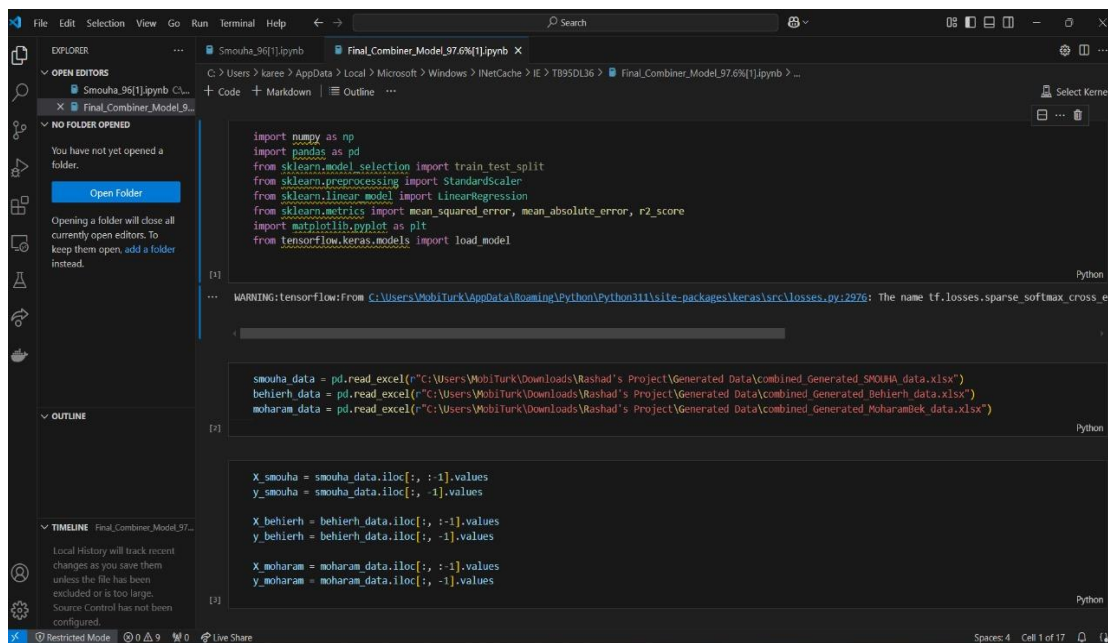 File Edit Selection View Go Run Terminal Help
Search
EXPLORER
OPEN EDITORS
Smouha_96[1].ipynb C:\...
Final_Combiner_Model_9...
NO FOLDER OPENED
You have not yet opened a
folder.
Open Folder
Opening a folder will close all
currently open editors. To
keep them open, add a folder
instead.
OUTLINE
TIMELINE Final_Combiner_Model_97...
Local History will track recent
changes as you save them
unless the file has been
excluded or is too large.
Source Control has not been
configured.
Smouha_96[1].ipynb
Final_Combiner_Model_97.6%[1].ipynb
C: > Users > karee > AppData > Local > Microsoft > Windows > INetCache > IE > TB95DL36 > Final_Combiner_Model_97.6%[1].ipynb > ...
+ Code + Markdown Outline ...
Select Kerne
import numpy as np
import pandas as pd
from sklearn.model_selection import train_test_split
from sklearn.preprocessing import StandardScaler
from sklearn.linear_model import LinearRegression
from sklearn.metrics import mean_squared_error, mean_absolute_error, r2_score
import matplotlib.pyplot as plt
from tensorflow.keras.models import load_model
[1]
Python
... WARNING:tensorflow:From C:\Users\MobiTurk\AppData\Roaming\Python\Python311\site-packages\keras\src\losses.py:2976: The name tf.losses.sparse_softmax_cross_e
smouha_data = pd.read_excel(r"C:\Users\MobiTurk\Downloads\Rashad's Project\Generated Data\combined_Generated_SMOUHA_data.xlsx")
behierh_data = pd.read_excel(r"C:\Users\MobiTurk\Downloads\Rashad's Project\Generated Data\combined_Generated_Behierh_data.xlsx")
moharam_data = pd.read_excel(r"C:\Users\MobiTurk\Downloads\Rashad's Project\Generated Data\combined_Generated_MoharamBek_data.xlsx")
[2]
Python
X_smouha = smouha_data.iloc[:, :-1].values
y_smouha = smouha_data.iloc[:, -1].values
X_behierh = behierh_data.iloc[:, :-1].values
y_behierh = behierh_data.iloc[:, -1].values
X_moharam = moharam_data.iloc[:, :-1].values
y_moharam = moharam_data.iloc[:, -1].values
[3]
Python
Restricted Mode 0 9 0 Live Share
Spaces: 4 Cell 1 of 17